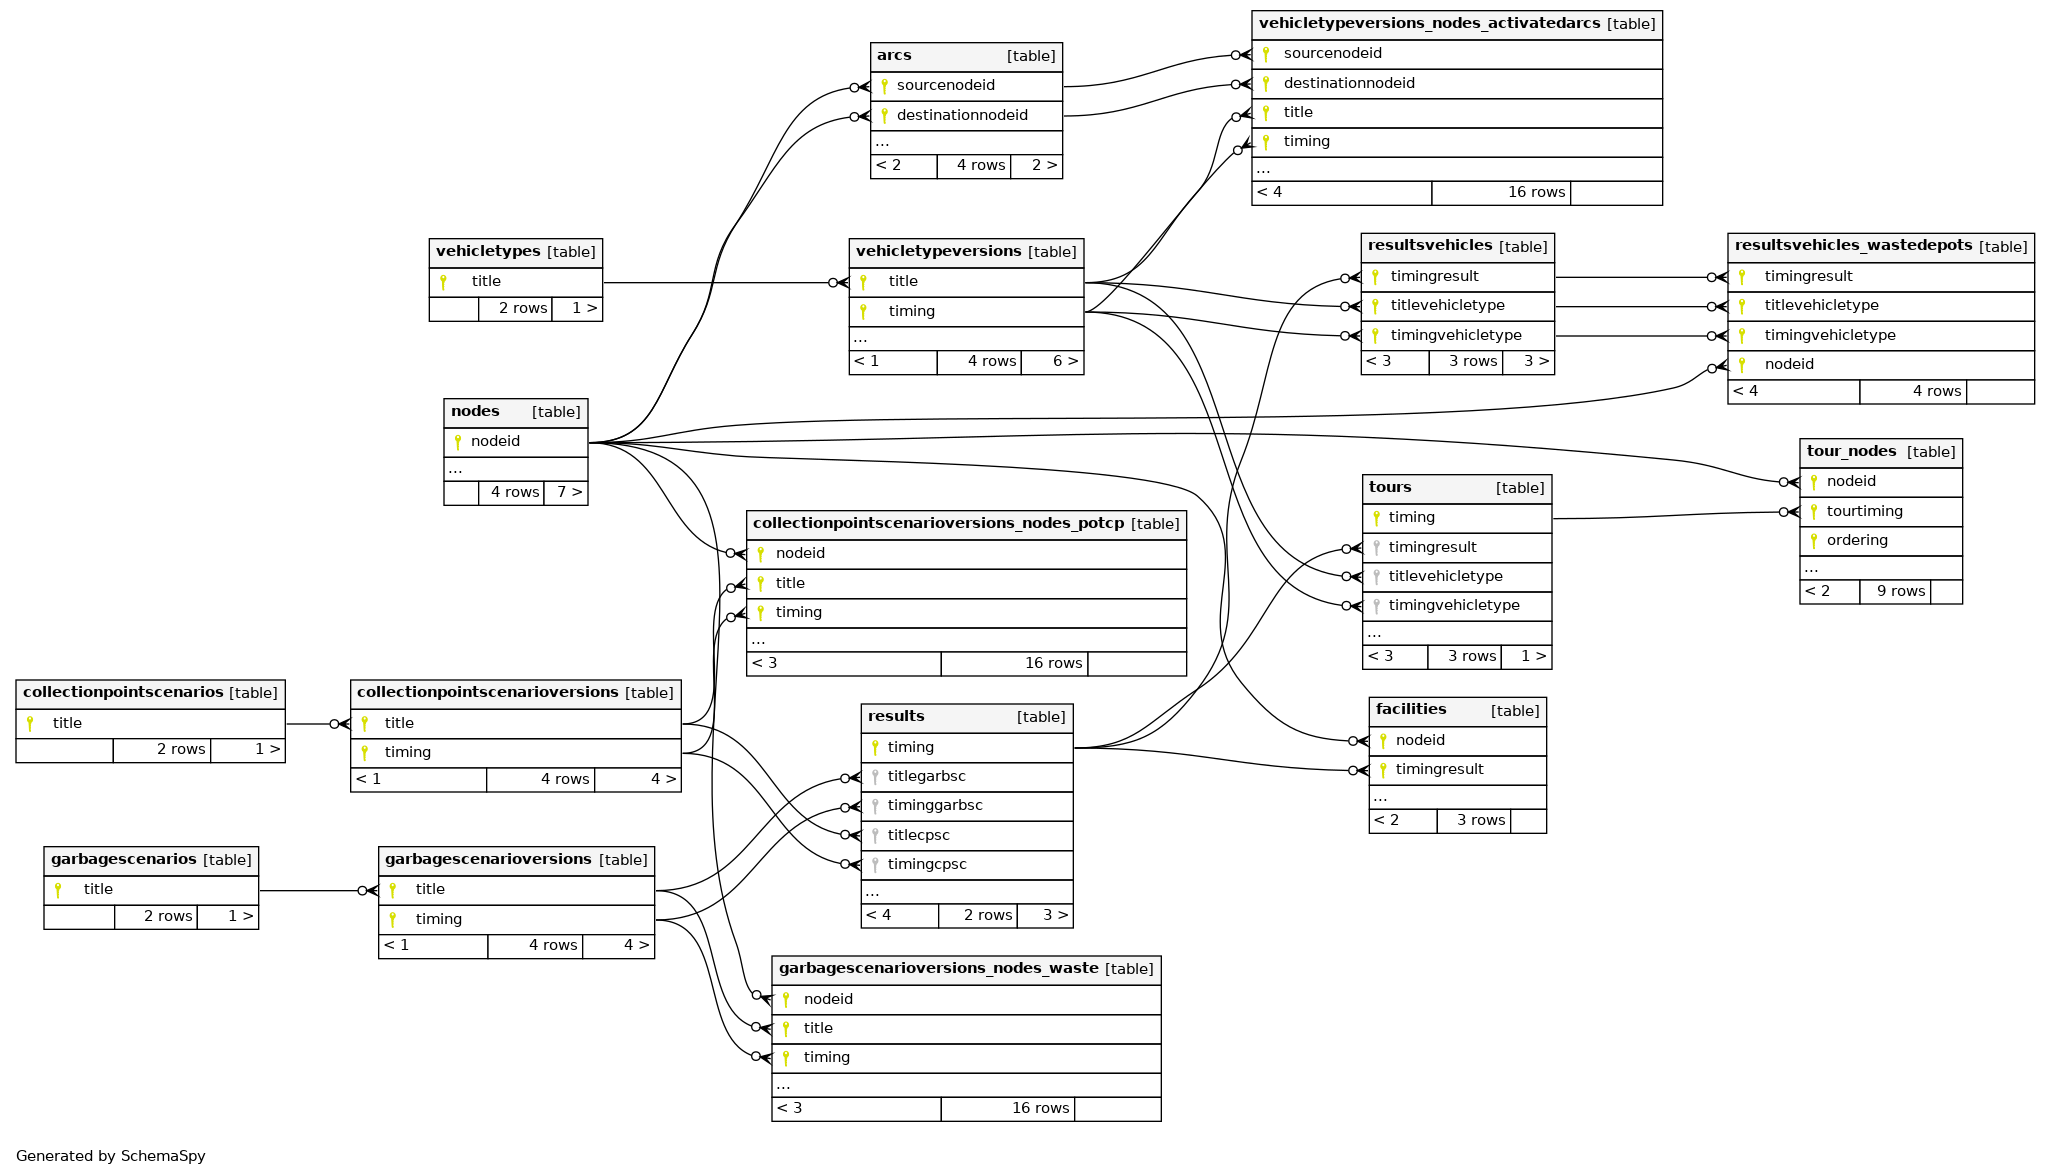 vehicletypeversions_nodes_activatedarcs [table]
sourcenodeid
destinationnodeid
title
timing
...
< 4 16 rows
arcs [table]
sourcenodeid
destinationnodeid
...
< 2 4 rows 2 >
vehicletypes [table]
title
2 rows 1 >
vehicletypeversions [table]
title
timing
...
< 1 4 rows 6 >
resultsvehicles [table]
timingresult
titlevehicletype
timingvehicletype
< 3 3 rows 3 >
resultsvehicles_wastedepots [table]
timingresult
titlevehicletype
timingvehicletype
nodeid
< 4 4 rows
nodes [table]
nodeid
...
4 rows 7 >
tour_nodes [table]
nodeid
tourtiming
ordering
...
< 2 9 rows
tours [table]
timing
timingresult
titlevehicletype
timingvehicletype
...
< 3 3 rows 1 >
collectionpointscenarioversions_nodes_potcp [table]
nodeid
title
timing
...
< 3 16 rows
collectionpointscenarios [table]
title
2 rows 1 >
collectionpointscenarioversions [table]
title
timing
< 1 4 rows 4 >
results [table]
timing
titlegarbsc
timinggarbsc
titlecpsc
timingcpsc
...
< 4 2 rows 3 >
facilities [table]
nodeid
timingresult
...
< 2 3 rows
garbagescenarios [table]
title
2 rows 1 >
garbagescenarioversions [table]
title
timing
< 1 4 rows 4 >
garbagescenarioversions_nodes_waste [table]
nodeid
title
timing
...
< 3 16 rows
Generated by SchemaSpy